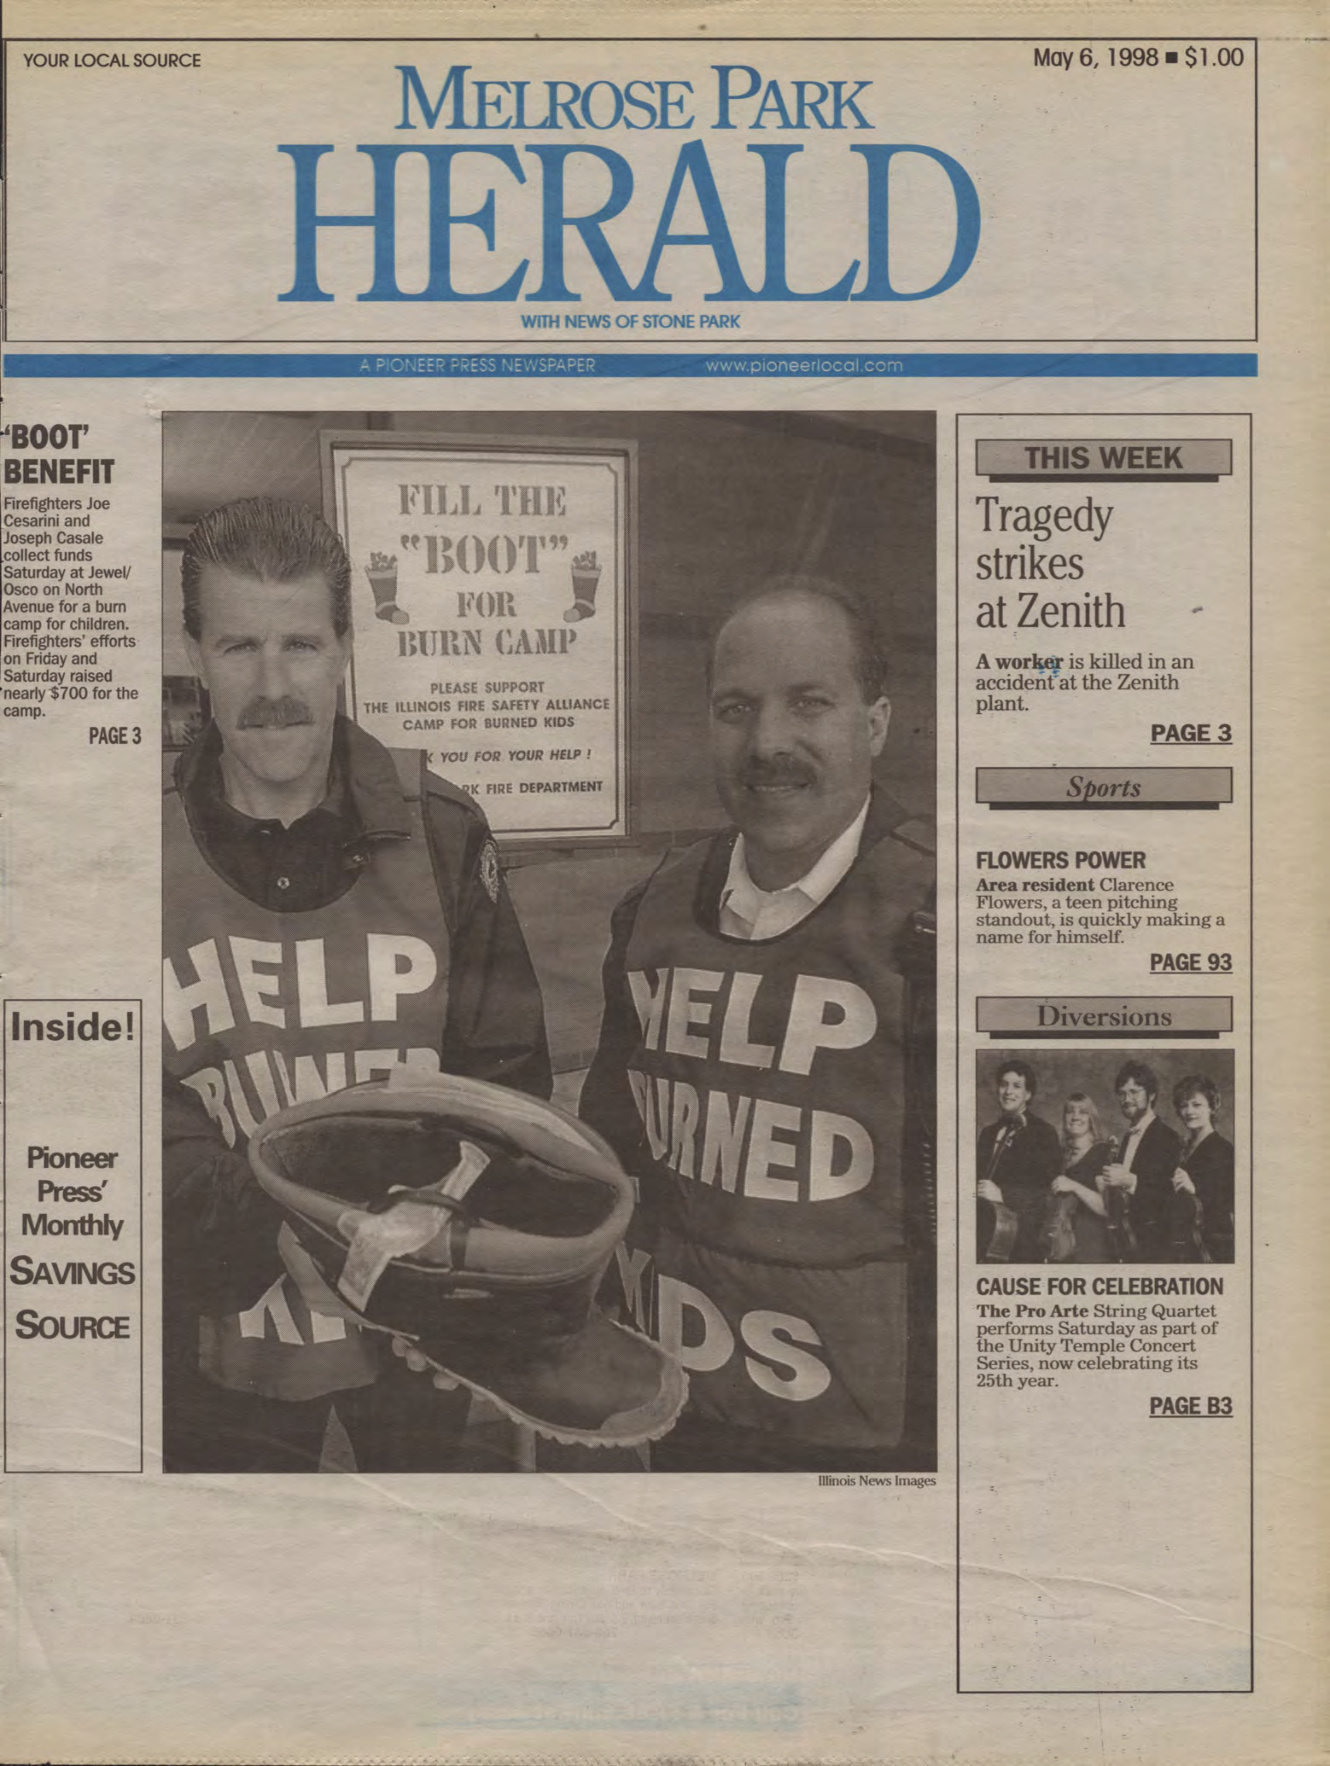 YOUR LOCAL SOURCE
May 6, 1998 ■ $1.00
MELROSE PARK
HERALD
WITH NEWS OF STONE PARK
A PIONEER PRESS NEWSPAPER
www.pioneerlocal.com
'BOOT'
BENEFIT
Firefighters Joe
Cesarini and
Joseph Casale
collect funds
Saturday at Jewel/
Osco on North
Avenue for a burn
camp for children.
Firefighters' efforts
on Friday and
Saturday raised
nearly $700 for the
camp.
PAGE 3
Inside!
Pioneer
Press'
Monthly
SAVINGS
SOURCE
FILL THE
"BOOT"
FOR
BURN CAMP
PLEASE SUPPORT
THE ILLINOIS FIRE SAFETY ALLIANCE
CAMP FOR BURNED KIDS
YOU FOR YOUR HELP !
RK FIRE DEPARTMENT
HELP
HELP
BURNED
KIDS
Illinois News Images
THIS WEEK
Tragedy
strikes
at Zenith
A worker is killed in an
accident at the Zenith
plant.
PAGE 3
Sports
FLOWERS POWER
Area resident Clarence
Flowers, a teen pitching
standout, is quickly making a
name for himself.
PAGE 93
Diversions
CAUSE FOR CELEBRATION
The Pro Arte String Quartet
performs Saturday as part of
the Unity Temple Concert
Series, now celebrating its
25th year.
PAGE B3